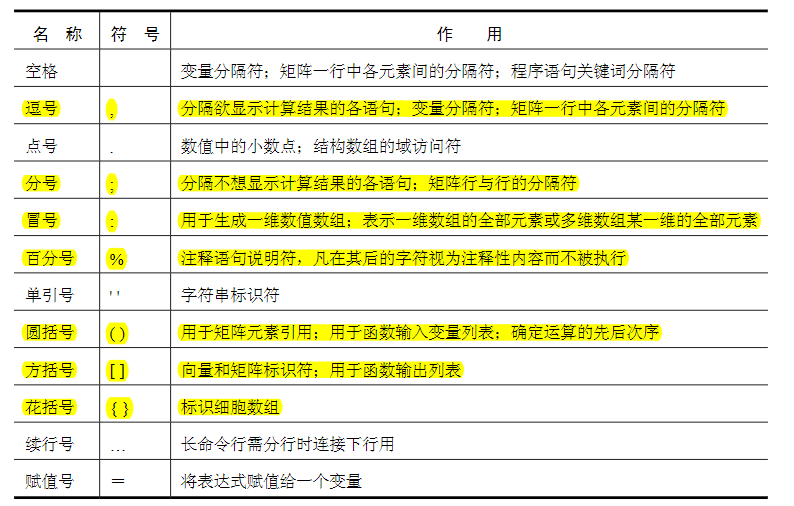 名 称 符 号 作 用
空格 变量分隔符；矩阵一行中各元素间的分隔符；程序语句关键词分隔符
逗号 , 分隔欲显示计算结果的各语句；变量分隔符；矩阵一行中各元素间的分隔符
点号 . 数值中的小数点；结构数组的域访问符
分号 ; 分隔不想显示计算结果的各语句；矩阵行与行的分隔符
冒号 : 用于生成一维数值数组；表示一维数组的全部元素或多维数组某一维的全部元素
百分号 % 注释语句说明符，凡在其后的字符视为注释性内容而不被执行
单引号 ' ' 字符串标识符
圆括号 ( ) 用于矩阵元素引用；用于函数输入变量列表；确定运算的先后次序
方括号 [ ] 向量和矩阵标识符；用于函数输出列表
花括号 { } 标识细胞数组
续行号 … 长命令行需分行时连接下行用
赋值号 ＝ 将表达式赋值给一个变量